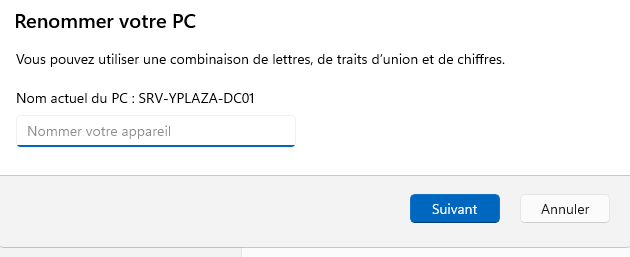 Renommer votre PC
Vous pouvez utiliser une combinaison de lettres, de traits d’union et de chiffres.
Nom actuel du PC : SRV-YPLAZA-DC01
Nommer votre appareil
Suivant
Annuler